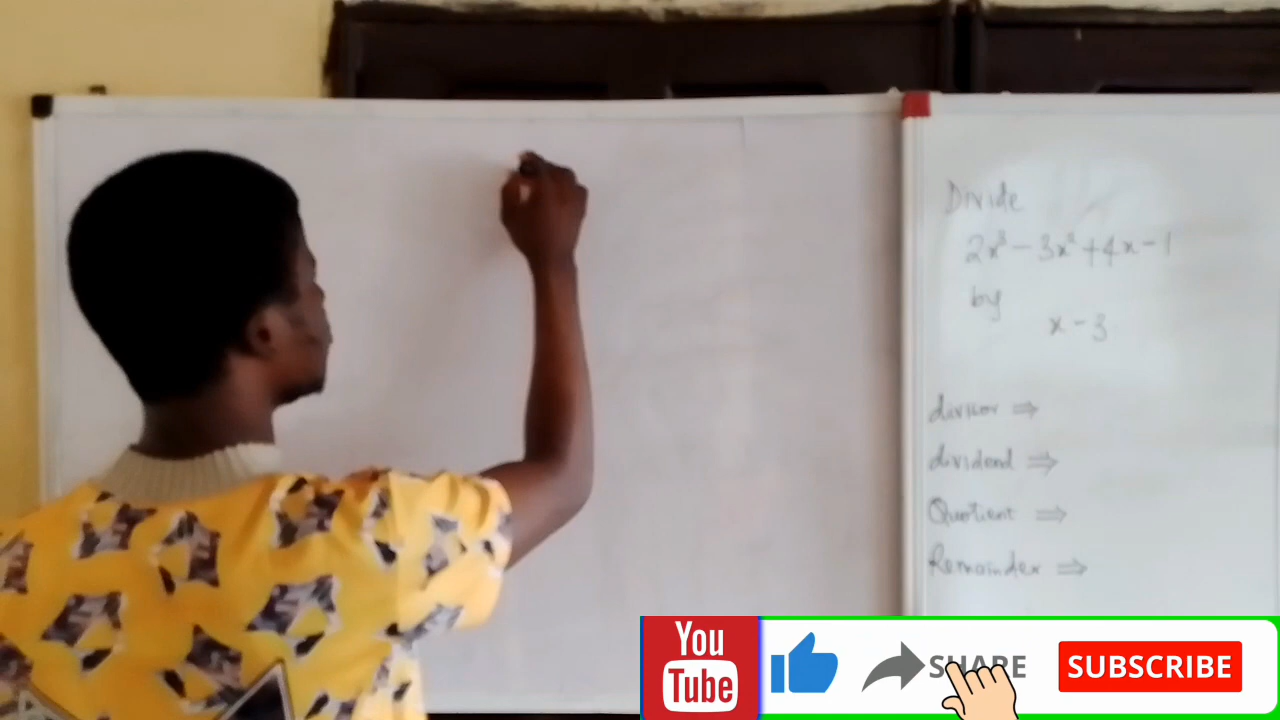 Divide
2x³ - 3x² + 4x - 1
by
x - 3
divisor ⇒
dividend ⇒
Quotient ⇒
Remainder ⇒
You
Tube
SHARE
SUBSCRIBE